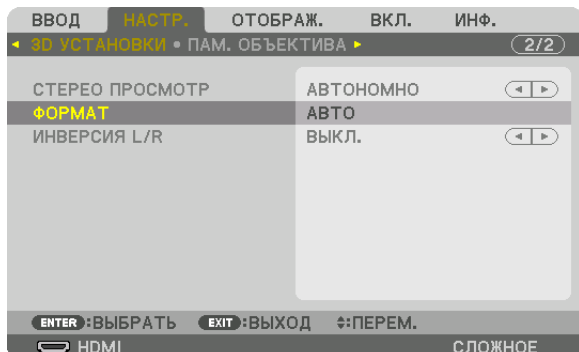 ВВОД НАСТР. ОТОБРАЖ. ВКЛ. ИНФ.
3D УСТАНОВКИ • ПАМ. ОБЪЕКТИВА 2/2
СТЕРЕО ПРОСМОТР АВТОНОМНО
ФОРМАТ АВТО
ИНВЕРСИЯ L/R ВЫКЛ.
ENTER :ВЫБРАТЬ EXIT :ВЫХОД :ПЕРЕМ.
HDMI СЛОЖНОЕ